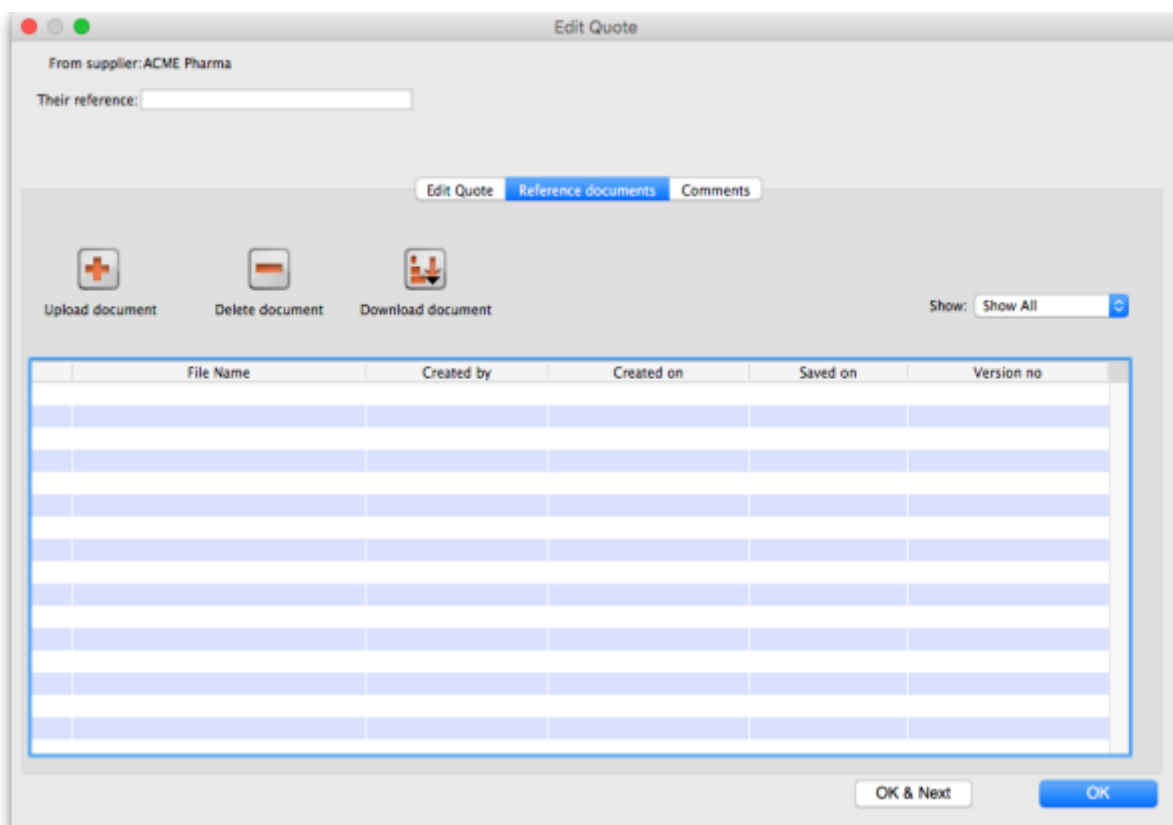 Edit Quote
From supplier:ACME Pharma
Their reference:
Edit Quote Reference documents Comments
Upload document Delete document Download document
Show: Show All
File Name Created by Created on Saved on Version no
OK & Next OK